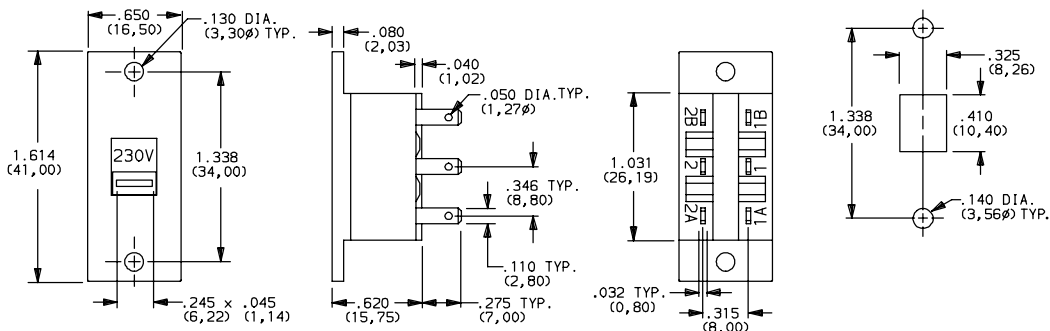 .650
(16,50)
.130 DIA.
(3,30ø) TYP.
1.614
(41,00)
230V
1.338
(34,00)
.245 x .045
(6,22) (1,14)
.080
(2,03)
.040
(1,02)
.050 DIA.TYP.
(1,27ø)
.346 TYP.
(8,80)
.110 TYP.
(2,80)
.620
(15,75)
.275 TYP.
(7,00)
1.031
(26,19)
2B
1B
2
1
2A
1A
.032 TYP.
(0,80)
.315
(8,00)
1.338
(34,00)
.325
(8,26)
.410
(10,40)
.140 DIA.
(3,56ø) TYP.